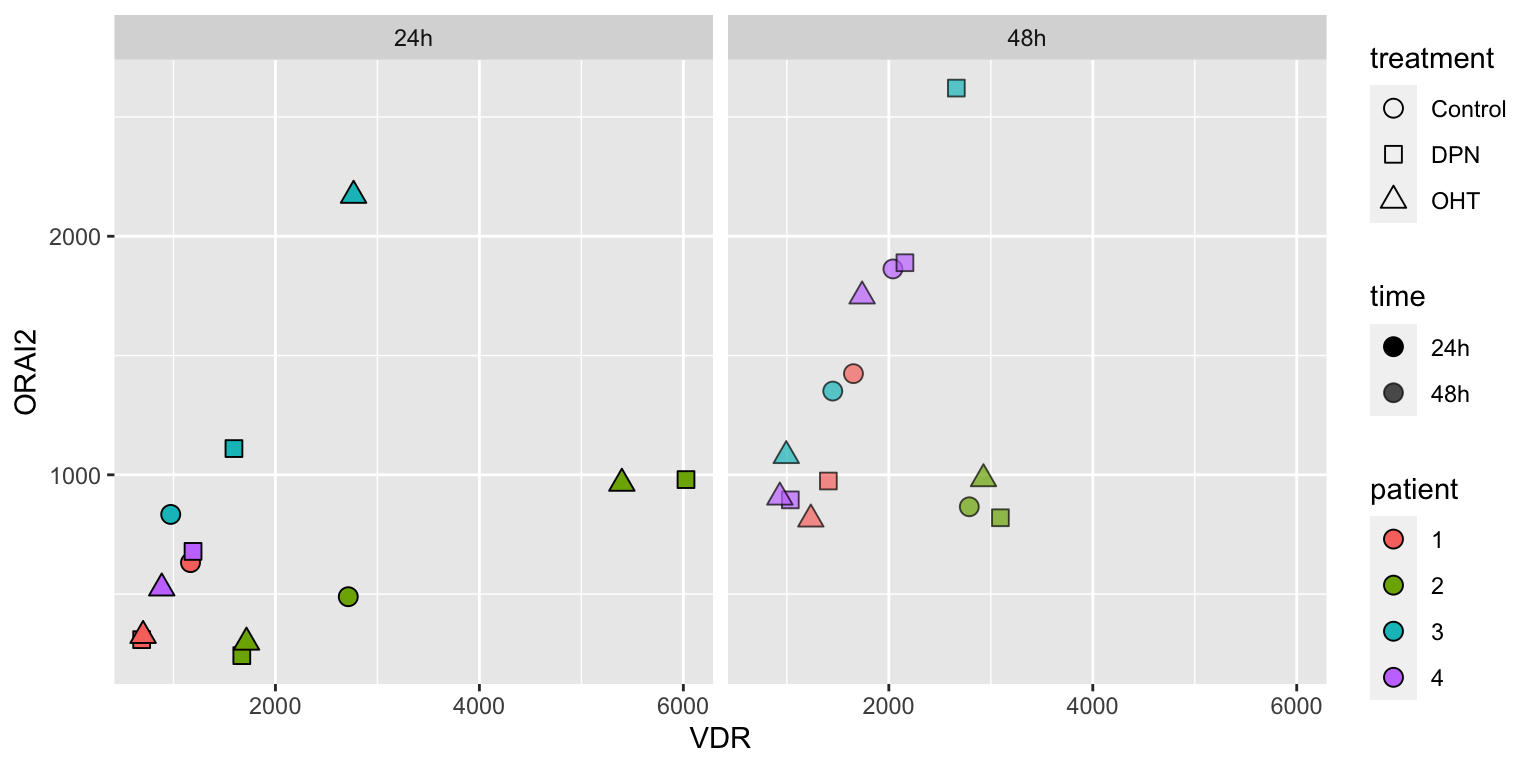 24h
48h
ORAI2
2000
1000
2000
4000
6000
2000
4000
6000
VDR
treatment
Control
DPN
OHT
time
24h
48h
patient
1
2
3
4